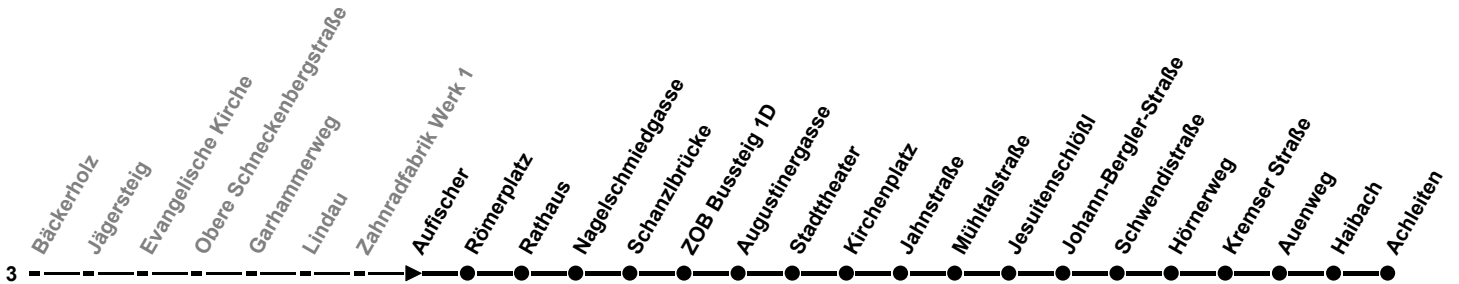 Bäckerholz
Jägersteig
Evangelische Kirche
Obere Schneckenbergstraße
Garhammerweg
Lindau
Zahnradfabrik Werk 1
Aufischer
Römerplatz
Rathaus
Nagelschmiedgasse
Schanzlbrücke
ZOB Bussteig 1D
Augustinergasse
Stadttheater
Kirchenplatz
Jahnstraße
Mühltalstraße
Jesuitenschlößl
Johann-Bergler-Straße
Schwendistraße
Hörnerweg
Kremser Straße
Auenweg
Haibach
Achleiten
3